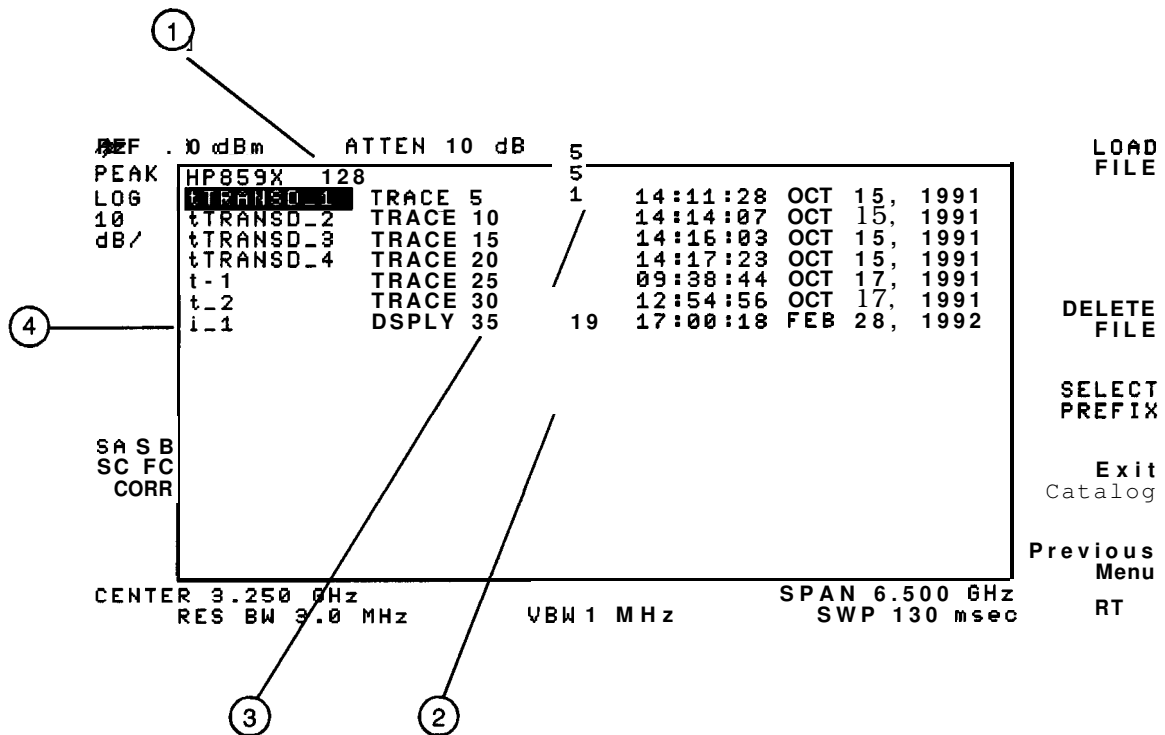 1
REF .0 dBm ATTEN 10 dB
PEAK
LOG
10
dB/
HP859X 128
5
5
tTRANSD_1 TRACE 5 1 14:11:28 OCT 15, 1991
tTRANSD_2 TRACE 10 14:14:07 OCT 15, 1991
tTRANSD_3 TRACE 15 14:16:03 OCT 15, 1991
tTRANSD_4 TRACE 20 14:17:23 OCT 15, 1991
t-1 TRACE 25 09:38:44 OCT 17, 1991
t_2 TRACE 30 12:54:56 OCT 17, 1991
i_1 DSPLY 35 19 17:00:18 FEB 28, 1992
4
SA SB
SC FC
CORR
LOAD
FILE
DELETE
FILE
SELECT
PREFIX
Exit
Catalog
Previous
Menu
RT
CENTER 3.250 GHz SPAN 6.500 GHz
RES BW 3.0 MHz VBW 1 MHz SWP 130 msec
3
2